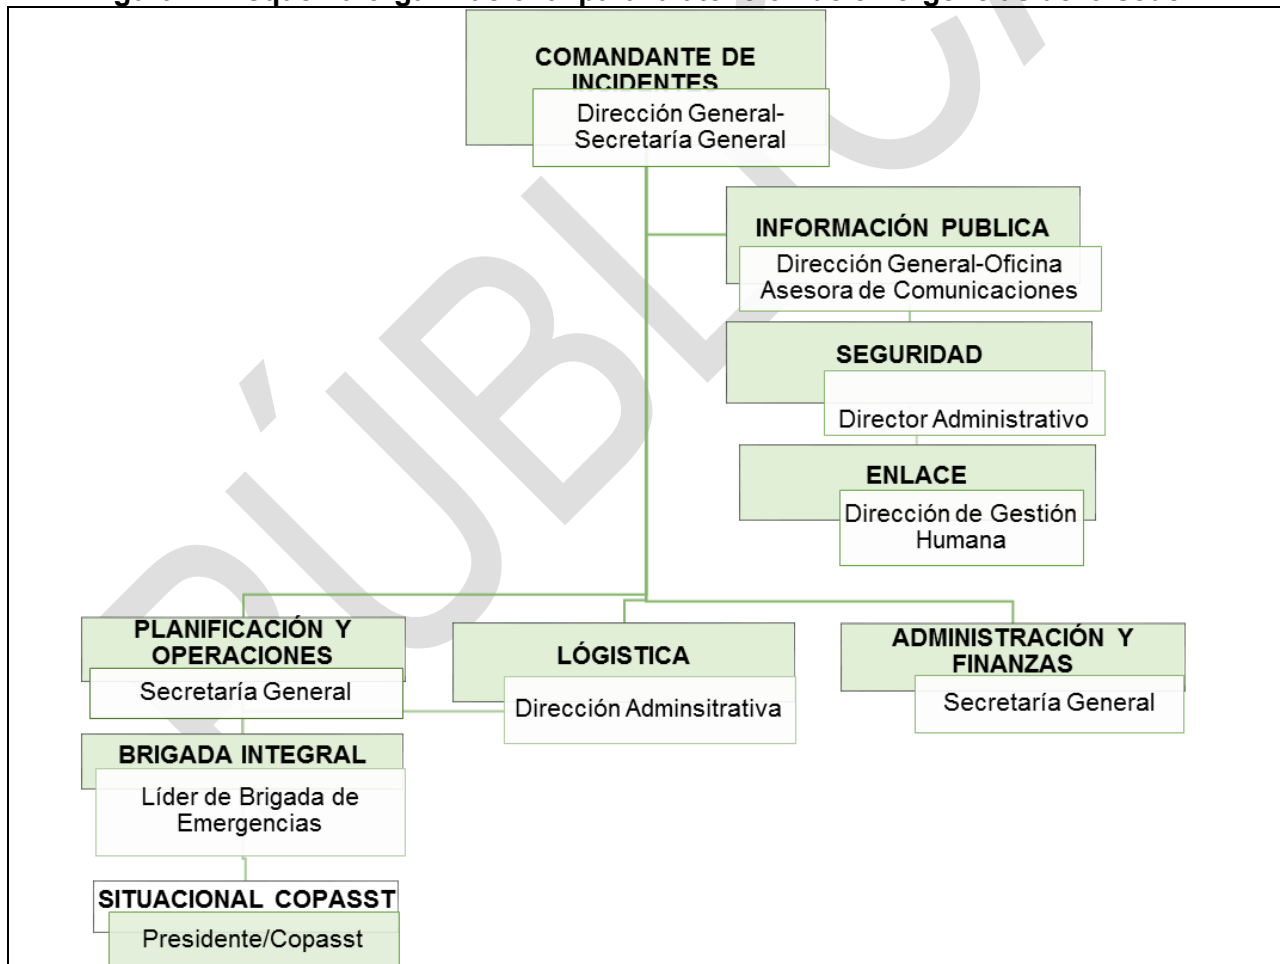 COMANDANTE DE
INCIDENTES
Dirección General-
Secretaría General
INFORMACIÓN PUBLICA
Dirección General-Oficina
Asesora de Comunicaciones
SEGURIDAD
Director Administrativo
ENLACE
Dirección de Gestión
Humana
PLANIFICACIÓN Y
OPERACIONES
Secretaría General
LÓGISTICA
Dirección Adminsitrativa
ADMINISTRACIÓN Y
FINANZAS
Secretaría General
BRIGADA INTEGRAL
Líder de Brigada de
Emergencias
SITUACIONAL COPASST
Presidente/Copasst